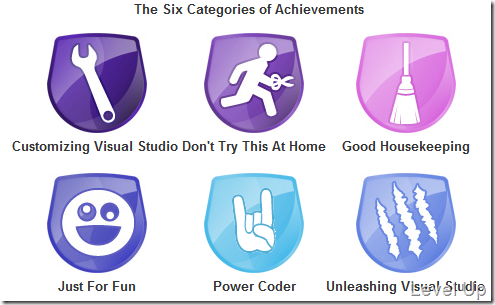 The Six Categories of Achievements
Customizing Visual Studio Don't Try This At Home Good Housekeeping
Just For Fun Power Coder Unleashing Visual Studio
Level Up